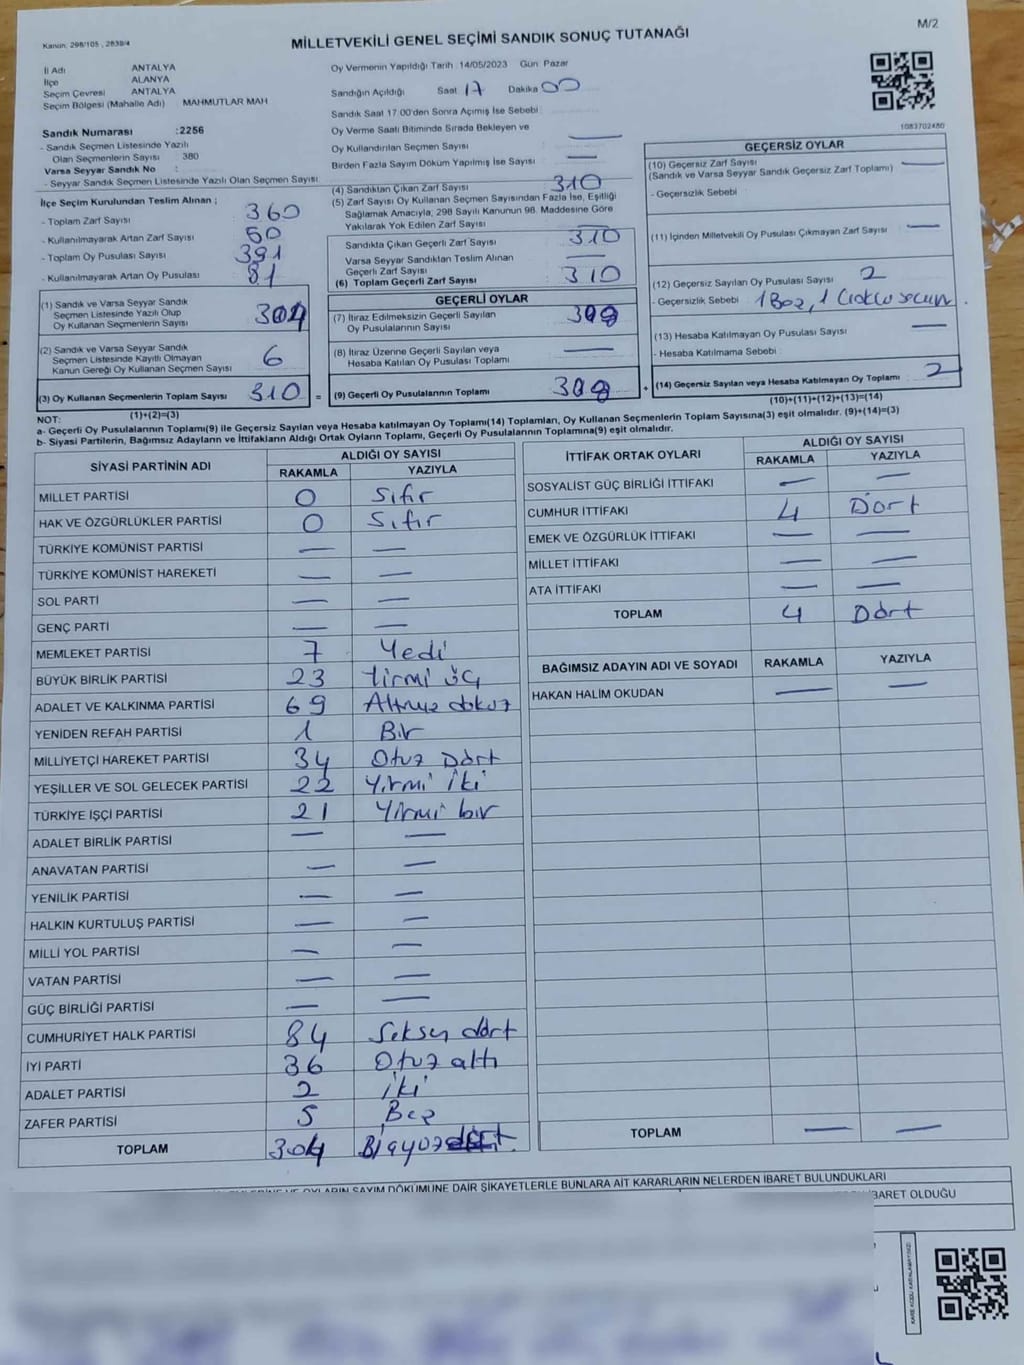 M/2
Kanun: 298/105 , 2839/4
MİLLETVEKİLİ GENEL SEÇİMİ SANDIK SONUÇ TUTANAĞI
İl Adı ANTALYA
İlçe ALANYA
Seçim Çevresi ANTALYA
Seçim Bölgesi (Mahalle Adı) MAHMUTLAR MAH
Sandık Numarası :2256
- Sandık Seçmen Listesinde Yazılı
Olan Seçmenlerin Sayısı : 380
Varsa Seyyar Sandık No :
- Seyyar Sandık Seçmen Listesinde Yazılı Olan Seçmen Sayısı
Oy Vermenin Yapıldığı Tarih :14/05/2023 Gün: Pazar
Sandığın Açıldığı Saat 17 Dakika 00
Sandık Saat 17.00'den Sonra Açılmış İse Sebebi
Oy Verme Saati Bitiminde Sırada Bekleyen ve
Oy Kullandırılan Seçmen Sayısı —
Birden Fazla Sayım Döküm Yapılmış İse Sayısı —
1083702480
İlçe Seçim Kurulundan Teslim Alınan ;
- Toplam Zarf Sayısı 360
- Kullanılmayarak Artan Zarf Sayısı 50
- Toplam Oy Pusulası Sayısı 391
- Kullanılmayarak Artan Oy Pusulası 81
(1) Sandık ve Varsa Seyyar Sandık
Seçmen Listesinde Yazılı Olup
Oy Kullanan Seçmenlerin Sayısı 304
(2) Sandık ve Varsa Seyyar Sandık
Seçmen Listesinde Kayıtlı Olmayan
Kanun Gereği Oy Kullanan Seçmen Sayısı 6
(3) Oy Kullanan Seçmenlerin Toplam Sayısı 310 =
(1)+(2)=(3)
(4) Sandıktan Çıkan Zarf Sayısı 310
(5) Zarf Sayısı Oy Kullanan Seçmen Sayısından Fazla İse, Eşitliği
Sağlamak Amacıyla, 298 Sayılı Kanunun 98. Maddesine Göre
Yakılarak Yok Edilen Zarf Sayısı
Sandıkta Çıkan Geçerli Zarf Sayısı 310
Varsa Seyyar Sandıktan Teslim Alınan
Geçerli Zarf Sayısı —
(6) Toplam Geçerli Zarf Sayısı 310
GEÇERLİ OYLAR
(7) İtiraz Edilmeksizin Geçerli Sayılan
Oy Pusulalarının Sayısı 308
(8) İtiraz Üzerine Geçerli Sayılan veya
Hesaba Katılan Oy Pusulası Toplamı —
(9) Geçerli Oy Pusulalarının Toplamı 308 +
GEÇERSİZ OYLAR
(10) Geçersiz Zarf Sayısı —
(Sandık ve Varsa Seyyar Sandık Geçersiz Zarf Toplamı)
- Geçersizlik Sebebi
(11) İçinden Milletvekili Oy Pusulası Çıkmayan Zarf Sayısı —
(12) Geçersiz Sayılan Oy Pusulası Sayısı 2
- Geçersizlik Sebebi 1 Boş, 1
(13) Hesaba Katılmayan Oy Pusulası Sayısı —
- Hesaba Katılmama Sebebi
(14) Geçersiz Sayılan veya Hesaba Katılmayan Oy Toplamı 2
(10)+(11)+(12)+(13)=(14)
NOT:
a- Geçerli Oy Pusulalarının Toplamı(9) ile Geçersiz Sayılan veya Hesaba katılmayan Oy Toplamı(14) Toplamları, Oy Kullanan Seçmenlerin Toplam Sayısına(3) eşit olmalıdır. (9)+(14)=(3)
b- Siyasi Partilerin, Bağımsız Adayların ve İttifakların Aldığı Ortak Oyların Toplamı, Geçerli Oy Pusulalarının Toplamına(9) eşit olmalıdır.
SİYASİ PARTİNİN ADI ALDIĞI OY SAYISI
RAKAMLA YAZIYLA
MİLLET PARTİSİ 0 Sıfır
HAK VE ÖZGÜRLÜKLER PARTİSİ 0 Sıfır
TÜRKİYE KOMÜNİST PARTİSİ — —
TÜRKİYE KOMÜNİST HAREKETİ — —
SOL PARTİ — —
GENÇ PARTİ — —
MEMLEKET PARTİSİ 7 Yedi
BÜYÜK BİRLİK PARTİSİ 23 Yirmi üç
ADALET VE KALKINMA PARTİSİ 69 Altmış dokuz
YENİDEN REFAH PARTİSİ 1 Bir
MİLLİYETÇİ HAREKET PARTİSİ 34 Otuz Dört
YEŞİLLER VE SOL GELECEK PARTİSİ 22 Yirmi iki
TÜRKİYE İŞÇİ PARTİSİ 21 Yirmi bir
ADALET BİRLİK PARTİSİ — —
ANAVATAN PARTİSİ — —
YENİLİK PARTİSİ — —
HALKIN KURTULUŞ PARTİSİ — —
MİLLİ YOL PARTİSİ — —
VATAN PARTİSİ — —
GÜÇ BİRLİĞİ PARTİSİ — —
CUMHURİYET HALK PARTİSİ 84 Seksen dört
İYİ PARTİ 36 Otuz altı
ADALET PARTİSİ 2 iki
ZAFER PARTİSİ 5 Beş
TOPLAM 304
İTTİFAK ORTAK OYLARI ALDIĞI OY SAYISI
RAKAMLA YAZIYLA
SOSYALİST GÜÇ BİRLİĞİ İTTİFAKI — —
CUMHUR İTTİFAKI 4 Dört
EMEK VE ÖZGÜRLÜK İTTİFAKI — —
MİLLET İTTİFAKI — —
ATA İTTİFAKI — —
TOPLAM 4 Dört
BAĞIMSIZ ADAYIN ADI VE SOYADI RAKAMLA YAZIYLA
HAKAN HALİM OKUDAN — —
TOPLAM — —
OYLARIN SAYIM DÖKÜMÜNE DAİR ŞİKAYETLERLE BUNLARA AİT KARARLARIN NELERDEN İBARET BULUNDUKLARI
İBARET OLDUĞU